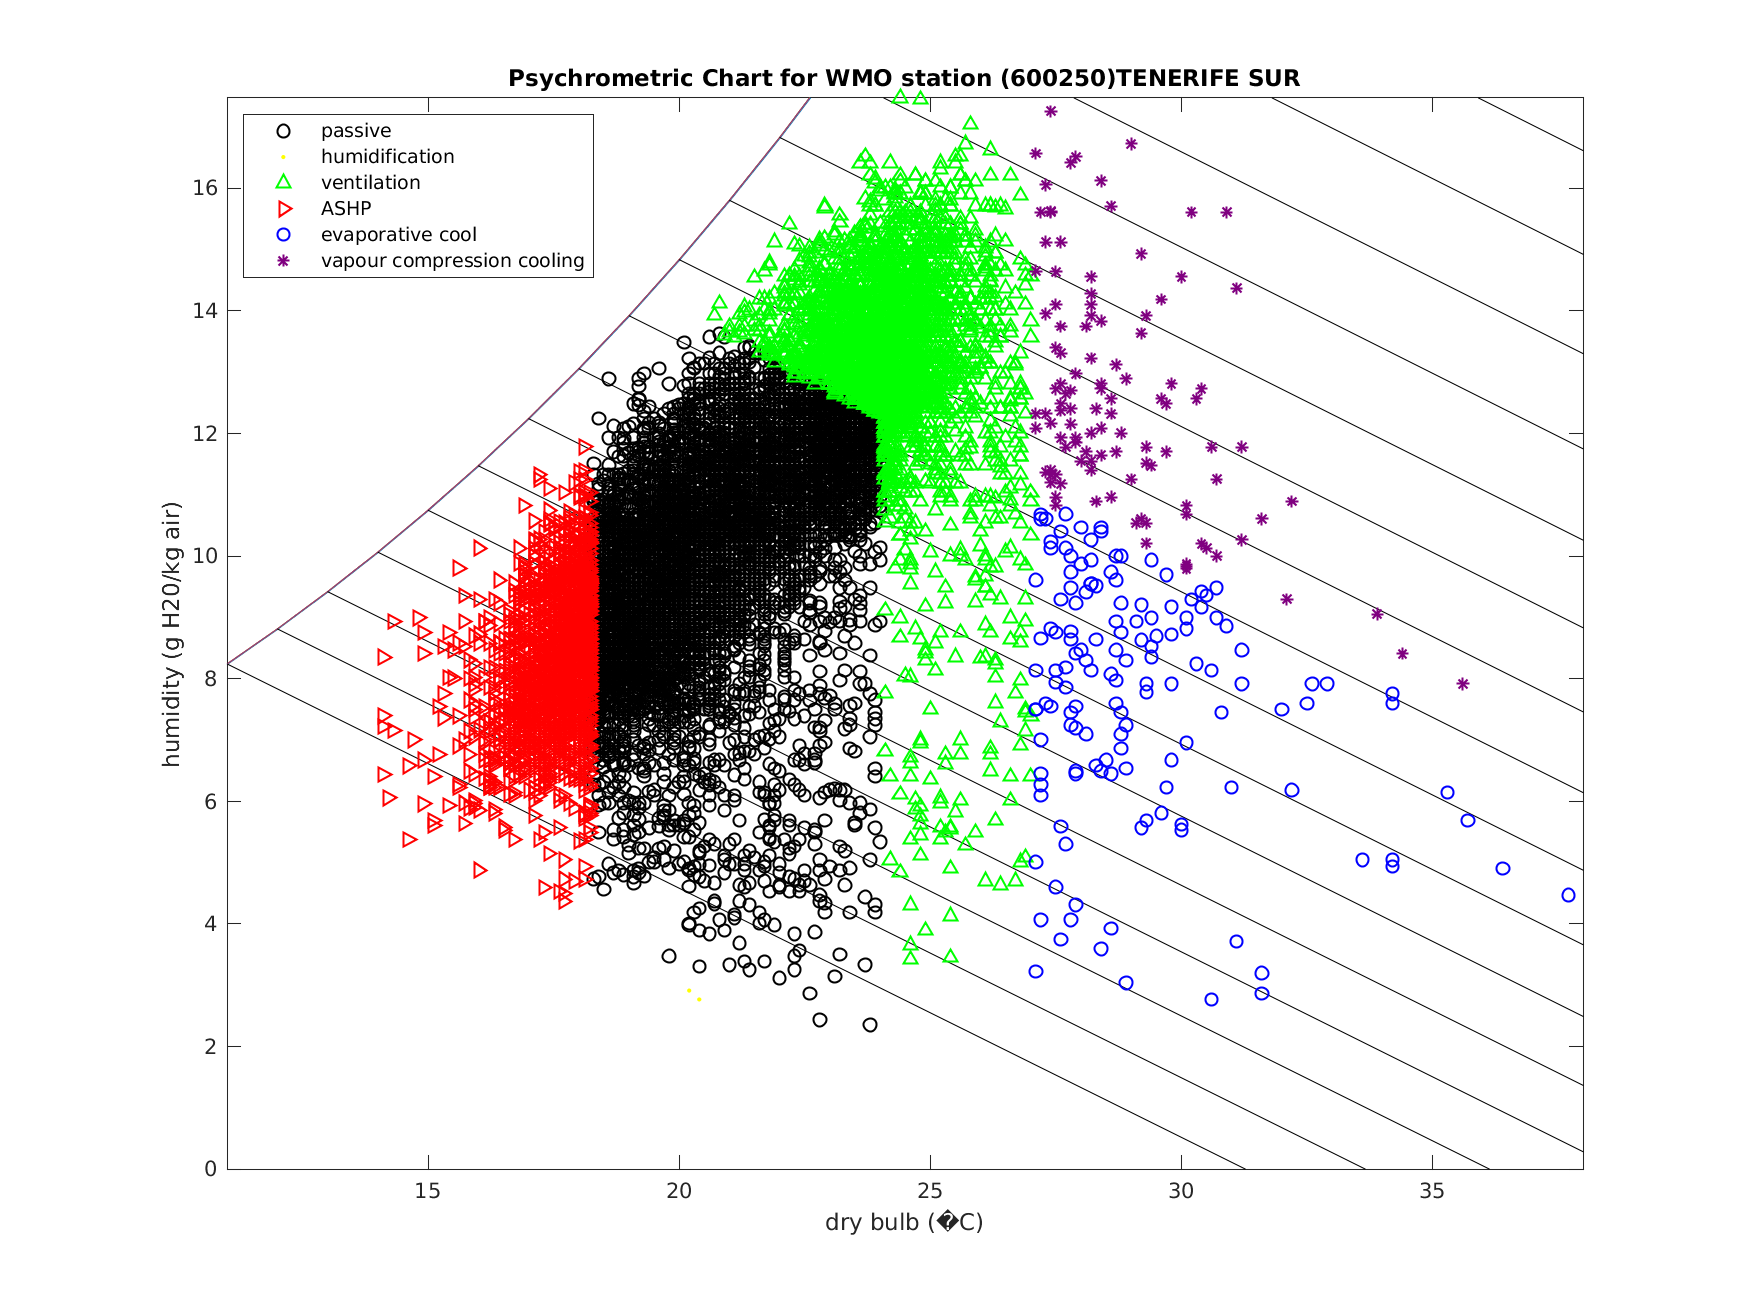 Psychrometric Chart for WMO station (600250)TENERIFE SUR
passive
humidification
ventilation
ASHP
evaporative cool
vapour compression cooling
humidity (g H20/kg air)
16
14
12
10
8
6
4
2
0
15
20
25
30
35
dry bulb (�C)